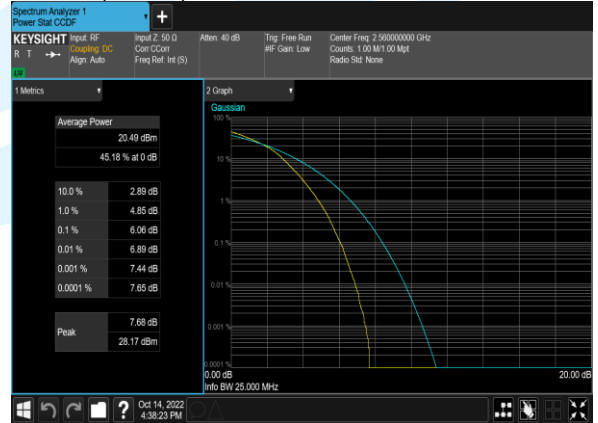 Spectrum Analyzer 1
Power Stat CCDF
KEYSIGHT
R T
LXI
Input: RF
Coupling: DC
Align: Auto
Input Z: 50 Ω
Corr CCorr
Freq Ref: Int (S)
Atten: 40 dB
Trig: Free Run
#IF Gain: Low
Center Freq: 2.560000000 GHz
Counts: 1.00 M/1.00 Mpt
Radio Std: None
1 Metrics
Average Power
20.49 dBm
45.18 % at 0 dB
10.0 % 2.89 dB
1.0 % 4.85 dB
0.1 % 6.06 dB
0.01 % 6.89 dB
0.001 % 7.44 dB
0.0001 % 7.65 dB
Peak
7.68 dB
28.17 dBm
2 Graph
Gaussian
100 %
10 %
1 %
0.1 %
0.01 %
0.001 %
0.0001 %
0.00 dB 20.00 dB
Info BW 25.000 MHz
?
Oct 14, 2022
4:38:23 PM